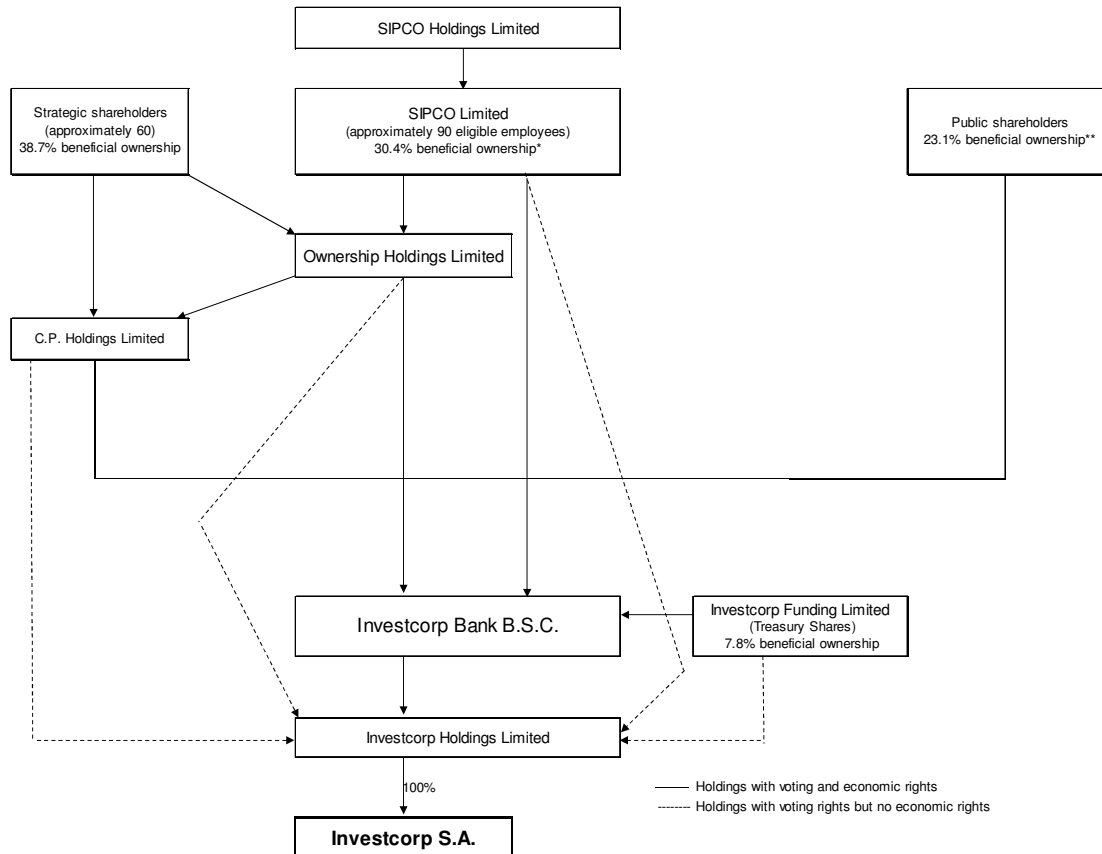 SIPCO Holdings Limited
Strategic shareholders
(approximately 60)
38.7% beneficial ownership
SIPCO Limited
(approximately 90 eligible employees)
30.4% beneficial ownership*
Public shareholders
23.1% beneficial ownership**
Ownership Holdings Limited
C.P. Holdings Limited
Investcorp Bank B.S.C.
Investcorp Funding Limited
(Treasury Shares)
7.8% beneficial ownership
Investcorp Holdings Limited
100%
Holdings with voting and economic rights
Holdings with voting rights but no economic rights
Investcorp S.A.